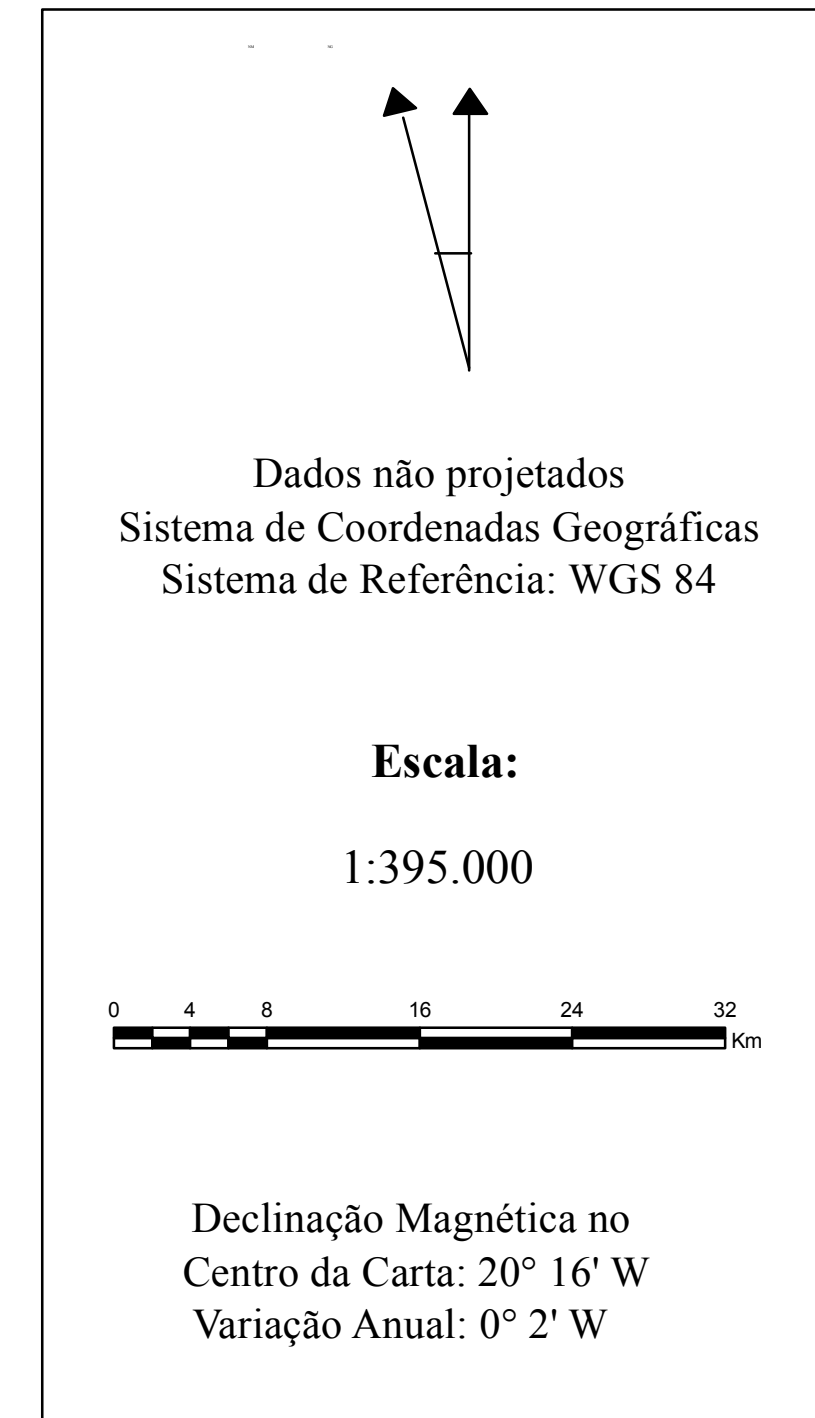 Dados não projetados
Sistema de Coordenadas Geográficas
Sistema de Referência: WGS 84
Escala:
1:395.000
0 4 8 16 24 32
Km
Declinação Magnética no
Centro da Carta: 20° 16' W
Variação Anual: 0° 2' W